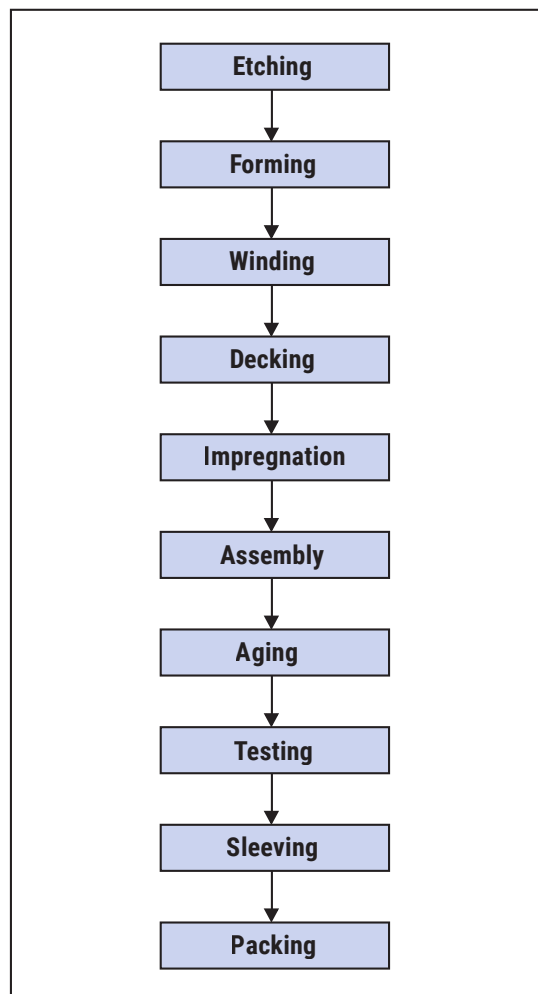 Etching
Forming
Winding
Decking
Impregnation
Assembly
Aging
Testing
Sleeving
Packing